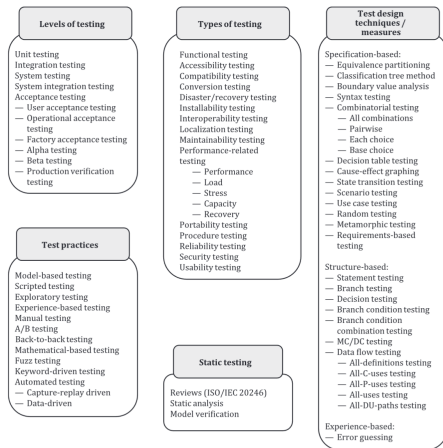 Levels of testing
Unit testing
Integration testing
System testing
System integration testing
Acceptance testing
— User acceptance testing
— Operational acceptance
testing
— Factory acceptance testing
— Alpha testing
— Beta testing
— Production verification
testing
Test practices
Model-based testing
Scripted testing
Exploratory testing
Experience-based testing
Manual testing
A/B testing
Back-to-back testing
Mathematical-based testing
Fuzz testing
Keyword-driven testing
Automated testing
— Capture-replay driven
— Data-driven
Types of testing
Functional testing
Accessibility testing
Compatibility testing
Conversion testing
Disaster/recovery testing
Installability testing
Interoperability testing
Localization testing
Maintainability testing
Performance-related
testing
— Performance
— Load
— Stress
— Capacity
— Recovery
Portability testing
Procedure testing
Reliability testing
Security testing
Usability testing
Static testing
Reviews (ISO/IEC 20246)
Static analysis
Model verification
Test design
techniques /
measures
Specification-based:
— Equivalence partitioning
— Classification tree method
— Boundary value analysis
— Syntax testing
— Combinatorial testing
— All combinations
— Pairwise
— Each choice
— Base choice
— Decision table testing
— Cause-effect graphing
— State transition testing
— Scenario testing
— Use case testing
— Random testing
— Metamorphic testing
— Requirements-based
testing
Structure-based:
— Statement testing
— Branch testing
— Decision testing
— Branch condition testing
— Branch condition
combination testing
— MC/DC testing
— Data flow testing
— All-definitions testing
— All-C-uses testing
— All-P-uses testing
— All-uses testing
— All-DU-paths testing
Experience-based:
— Error guessing